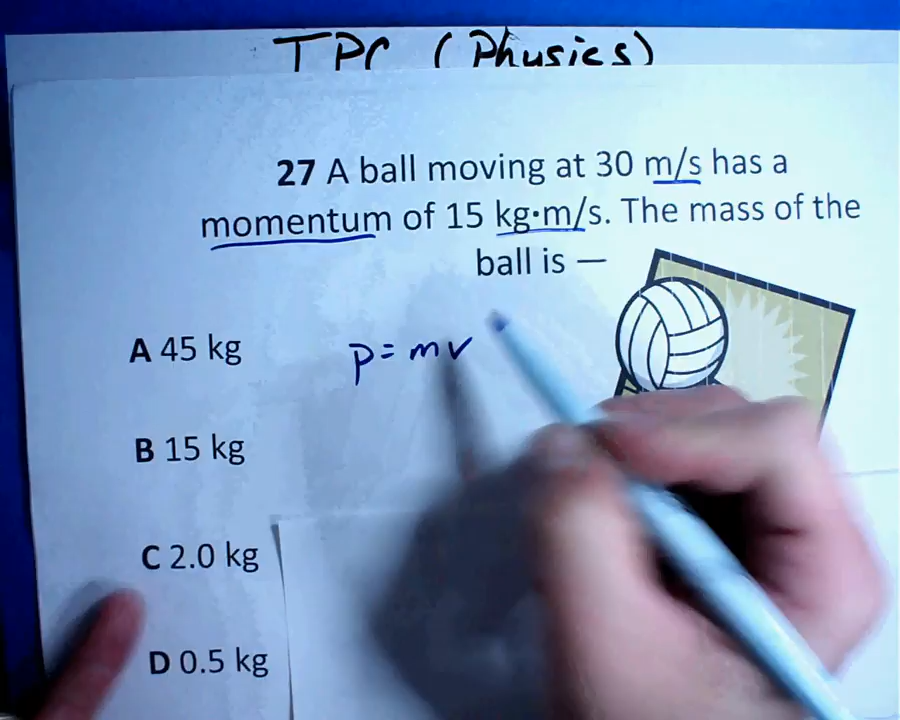 TPC (Physics)
27 A ball moving at 30 m/s has a
momentum of 15 kg·m/s. The mass of the
ball is —
A 45 kg
p = mv
B 15 kg
C 2.0 kg
D 0.5 kg